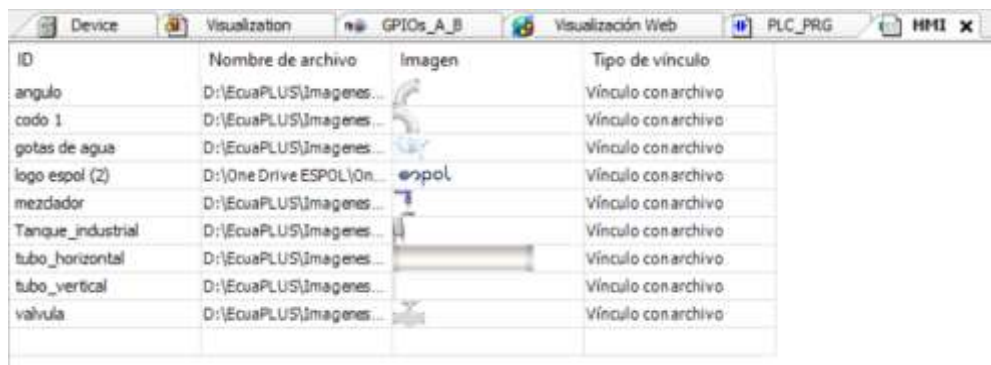 Device Visualization GPIOs_A_B Visualización Web PLC_PRG HMI
ID Nombre de archivo Imagen Tipo de vínculo
angulo D:\EcuaPLUS\Imagenes... Vínculo con archivo
codo 1 D:\EcuaPLUS\Imagenes... Vínculo con archivo
gotas de agua D:\EcuaPLUS\Imagenes... Vínculo con archivo
logo espol (2) D:\One Drive ESPOL\On... espol Vínculo con archivo
mezclador D:\EcuaPLUS\Imagenes... Vínculo con archivo
Tanque_industrial D:\EcuaPLUS\Imagenes... Vínculo con archivo
tubo_horizontal D:\EcuaPLUS\Imagenes... Vínculo con archivo
tubo_vertical D:\EcuaPLUS\Imagenes... Vínculo con archivo
valvula D:\EcuaPLUS\Imagenes... Vínculo con archivo